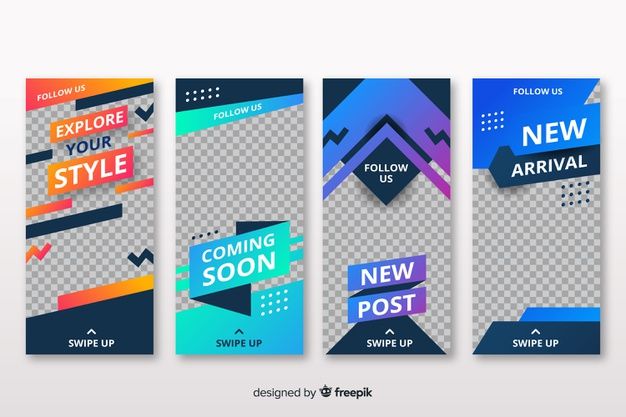 FOLLOW US
EXPLORE
YOUR
STYLE
SWIPE UP
FOLLOW US
COMING
SOON
SWIPE UP
FOLLOW
US
NEW
POST
SWIPE UP
FOLLOW US
NEW
ARRIVAL
SWIPE UP
designed by freepik